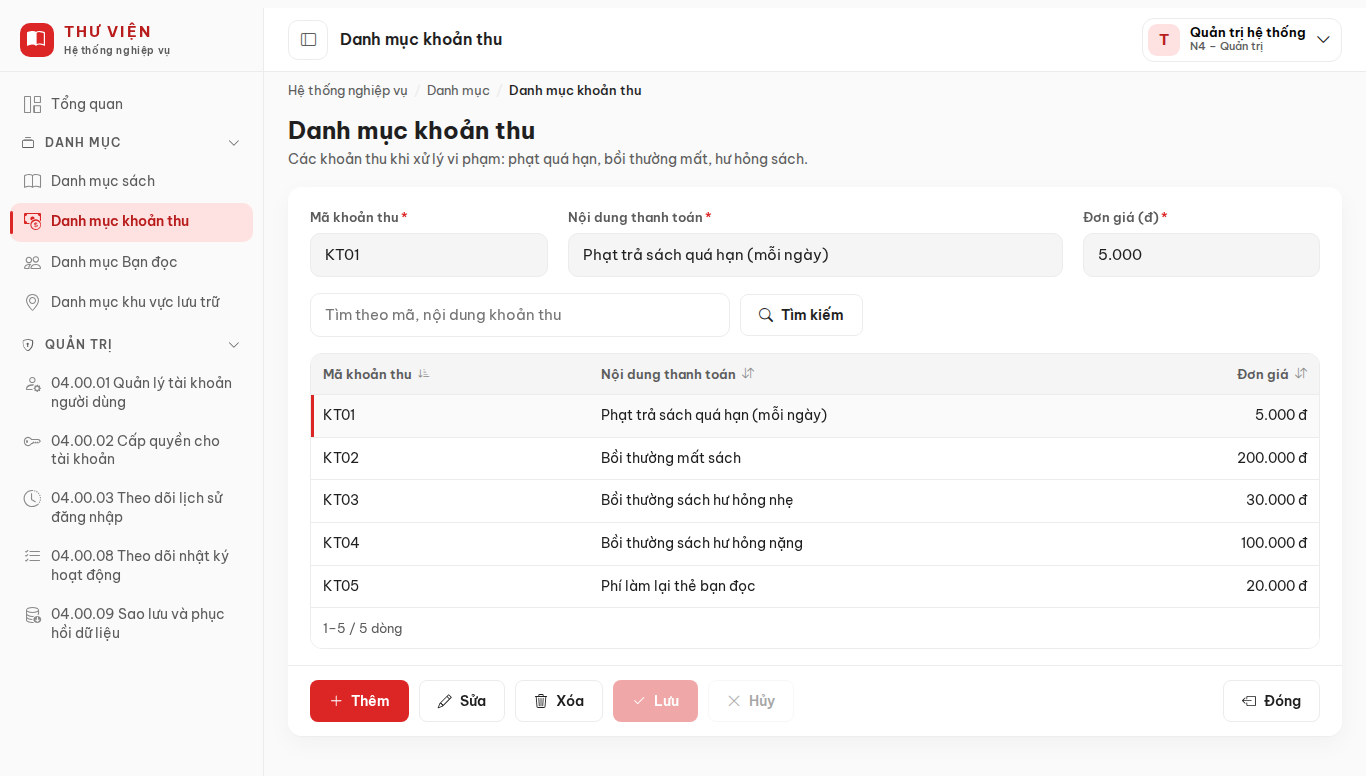 THƯ VIỆN
Hệ thống nghiệp vụ
Danh mục khoản thu
T
Quản trị hệ thống
N4 – Quản trị
Tổng quan
DANH MỤC
Danh mục sách
Danh mục khoản thu
Danh mục Bạn đọc
Danh mục khu vực lưu trữ
QUẢN TRỊ
04.00.01 Quản lý tài khoản
người dùng
04.00.02 Cấp quyền cho
tài khoản
04.00.03 Theo dõi lịch sử
đăng nhập
04.00.08 Theo dõi nhật ký
hoạt động
04.00.09 Sao lưu và phục
hồi dữ liệu
Hệ thống nghiệp vụ / Danh mục / Danh mục khoản thu
Danh mục khoản thu
Các khoản thu khi xử lý vi phạm: phạt quá hạn, bồi thường mất, hư hỏng sách.
Mã khoản thu * Nội dung thanh toán * Đơn giá (đ) *
KT01 Phạt trả sách quá hạn (mỗi ngày) 5.000
Tìm theo mã, nội dung khoản thu Tìm kiếm
Mã khoản thu Nội dung thanh toán Đơn giá
KT01 Phạt trả sách quá hạn (mỗi ngày) 5.000 đ
KT02 Bồi thường mất sách 200.000 đ
KT03 Bồi thường sách hư hỏng nhẹ 30.000 đ
KT04 Bồi thường sách hư hỏng nặng 100.000 đ
KT05 Phí làm lại thẻ bạn đọc 20.000 đ
1–5 / 5 dòng
Thêm Sửa Xóa Lưu Hủy Đóng